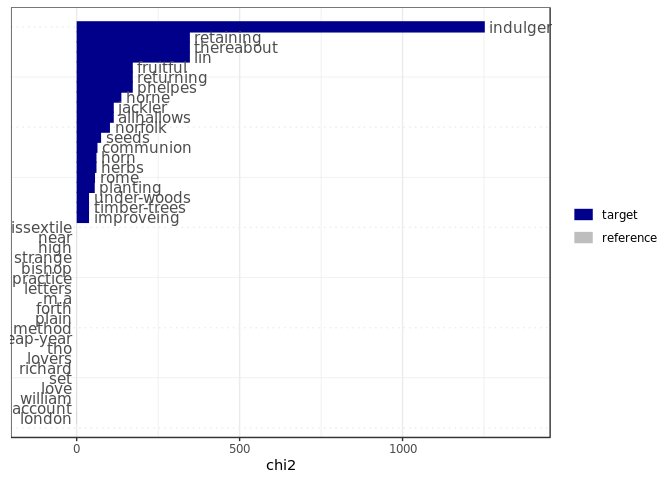 indulger
retaining
thereabout
lin
fruitful
returning
phelpes
horne
jackler
allhallows
norfolk
seeds
communion
horn
herbs
rome
planting
under-woods
timber-trees
improveing
issextile
near
high
strange
bishop
practice
letters
m.a
forth
plain
method
eap-year
tho
lovers
richard
set
love
william
account
london
target
reference
0 500 1000
chi2